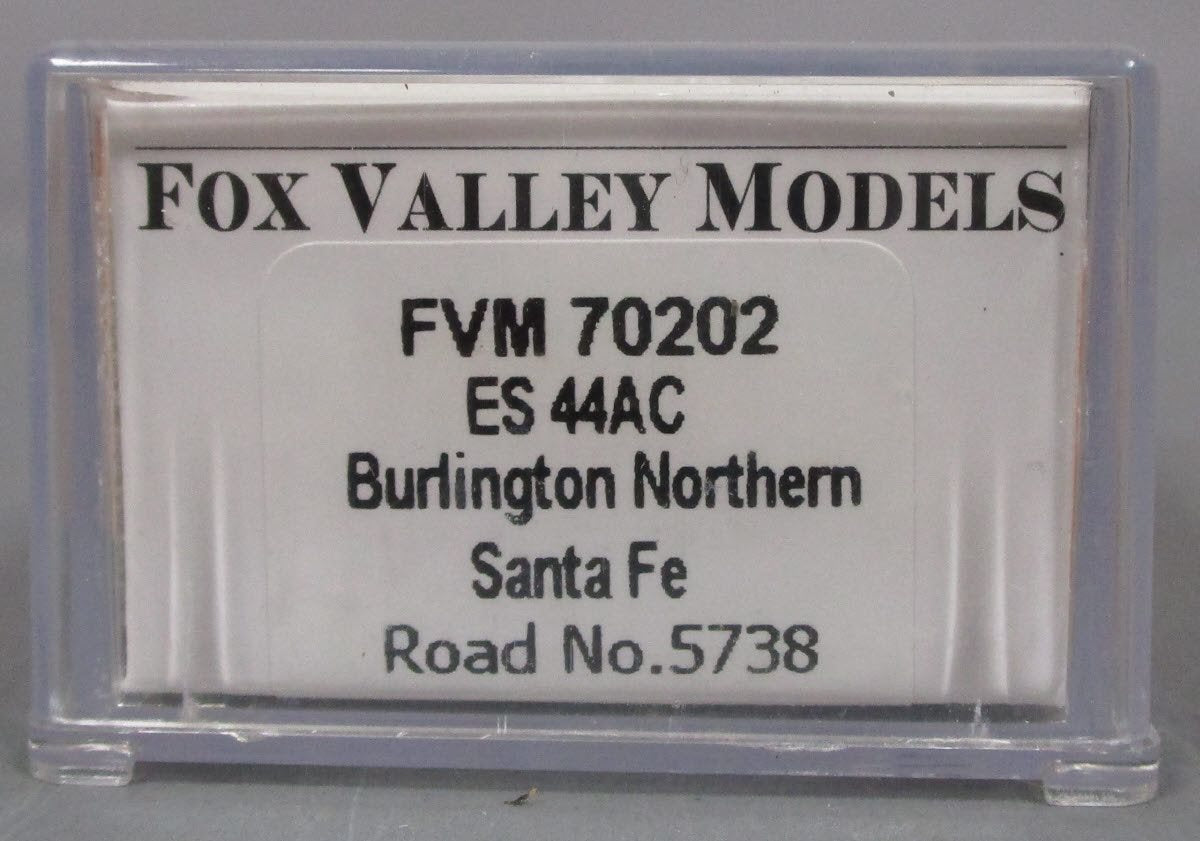 FOX VALLEY MODELS
FVM 70202
ES 44AC
Burlington Northern
Santa Fe
Road No.5738